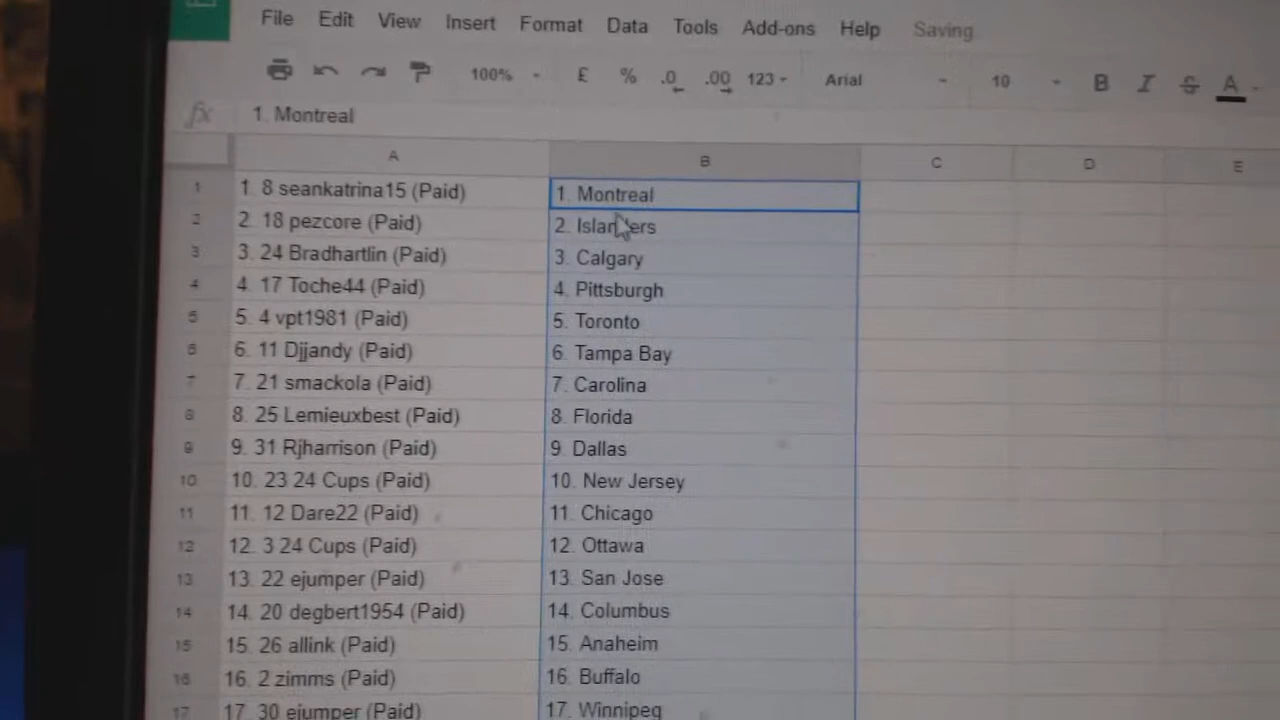 File Edit View Insert Format Data Tools Add-ons Help Saving
100% £ % .0 .00 123 Arial 10 B I S A
fx 1. Montreal
A B C D E
1 1. 8 seankatrina15 (Paid) 1. Montreal
2 2. 18 pezcore (Paid) 2. Islanders
3 3. 24 Bradhartlin (Paid) 3. Calgary
4 4. 17 Toche44 (Paid) 4. Pittsburgh
5 5. 4 vpt1981 (Paid) 5. Toronto
6 6. 11 Djjandy (Paid) 6. Tampa Bay
7 7. 21 smackola (Paid) 7. Carolina
8 8. 25 Lemieuxbest (Paid) 8. Florida
9 9. 31 Rjharrison (Paid) 9. Dallas
10 10. 23 24 Cups (Paid) 10. New Jersey
11 11. 12 Dare22 (Paid) 11. Chicago
12 12. 3 24 Cups (Paid) 12. Ottawa
13 13. 22 ejumper (Paid) 13. San Jose
14 14. 20 degbert1954 (Paid) 14. Columbus
15 15. 26 allink (Paid) 15. Anaheim
16 16. 2 zimms (Paid) 16. Buffalo
17 17. 30 ejumper (Paid) 17. Winnipeg